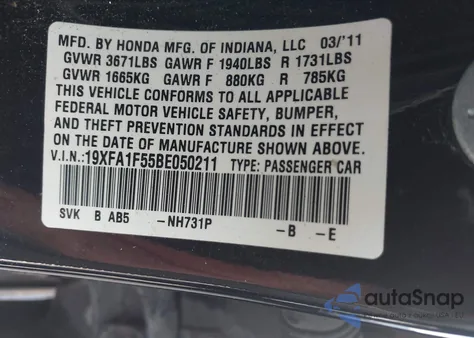 MFD. BY HONDA MFG. OF INDIANA, LLC 03/'11
GVWR 3671LBS GAWR F 1940LBS R 1731LBS
GVWR 1665KG GAWR F 880KG R 785KG
THIS VEHICLE CONFORMS TO ALL APPLICABLE
FEDERAL MOTOR VEHICLE SAFETY, BUMPER,
AND THEFT PREVENTION STANDARDS IN EFFECT
ON THE DATE OF MANUFACTURE SHOWN ABOVE.
V.I.N.:19XFA1F55BE050211 TYPE: PASSENGER CAR
SVK B AB5 -NH731P -B -E
autaSnap